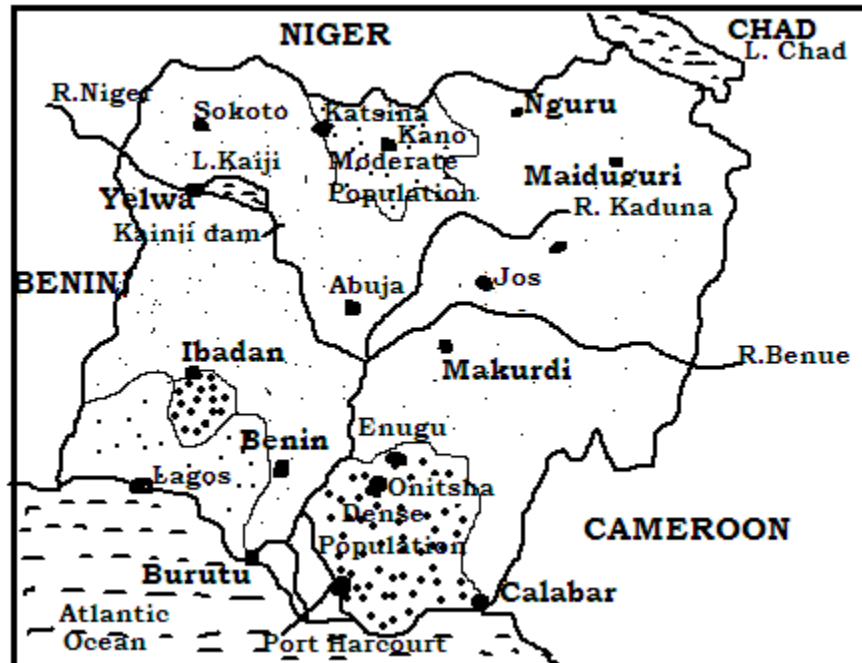 NIGER
CHAD
L. Chad
R.Niger
Sokoto
Katsina
Nguru
Kano
L.Kaiji
Moderate
Population
Maiduguri
Yelwa
R. Kaduna
Kainji dam
BENIN
Abuja
Jos
Ibadan
Makurdi
R.Benue
Benin
Enugu
Lagos
Onitsha
Dense
Population
CAMEROON
Burutu
Calabar
Atlantic
Ocean
Port Harcourt